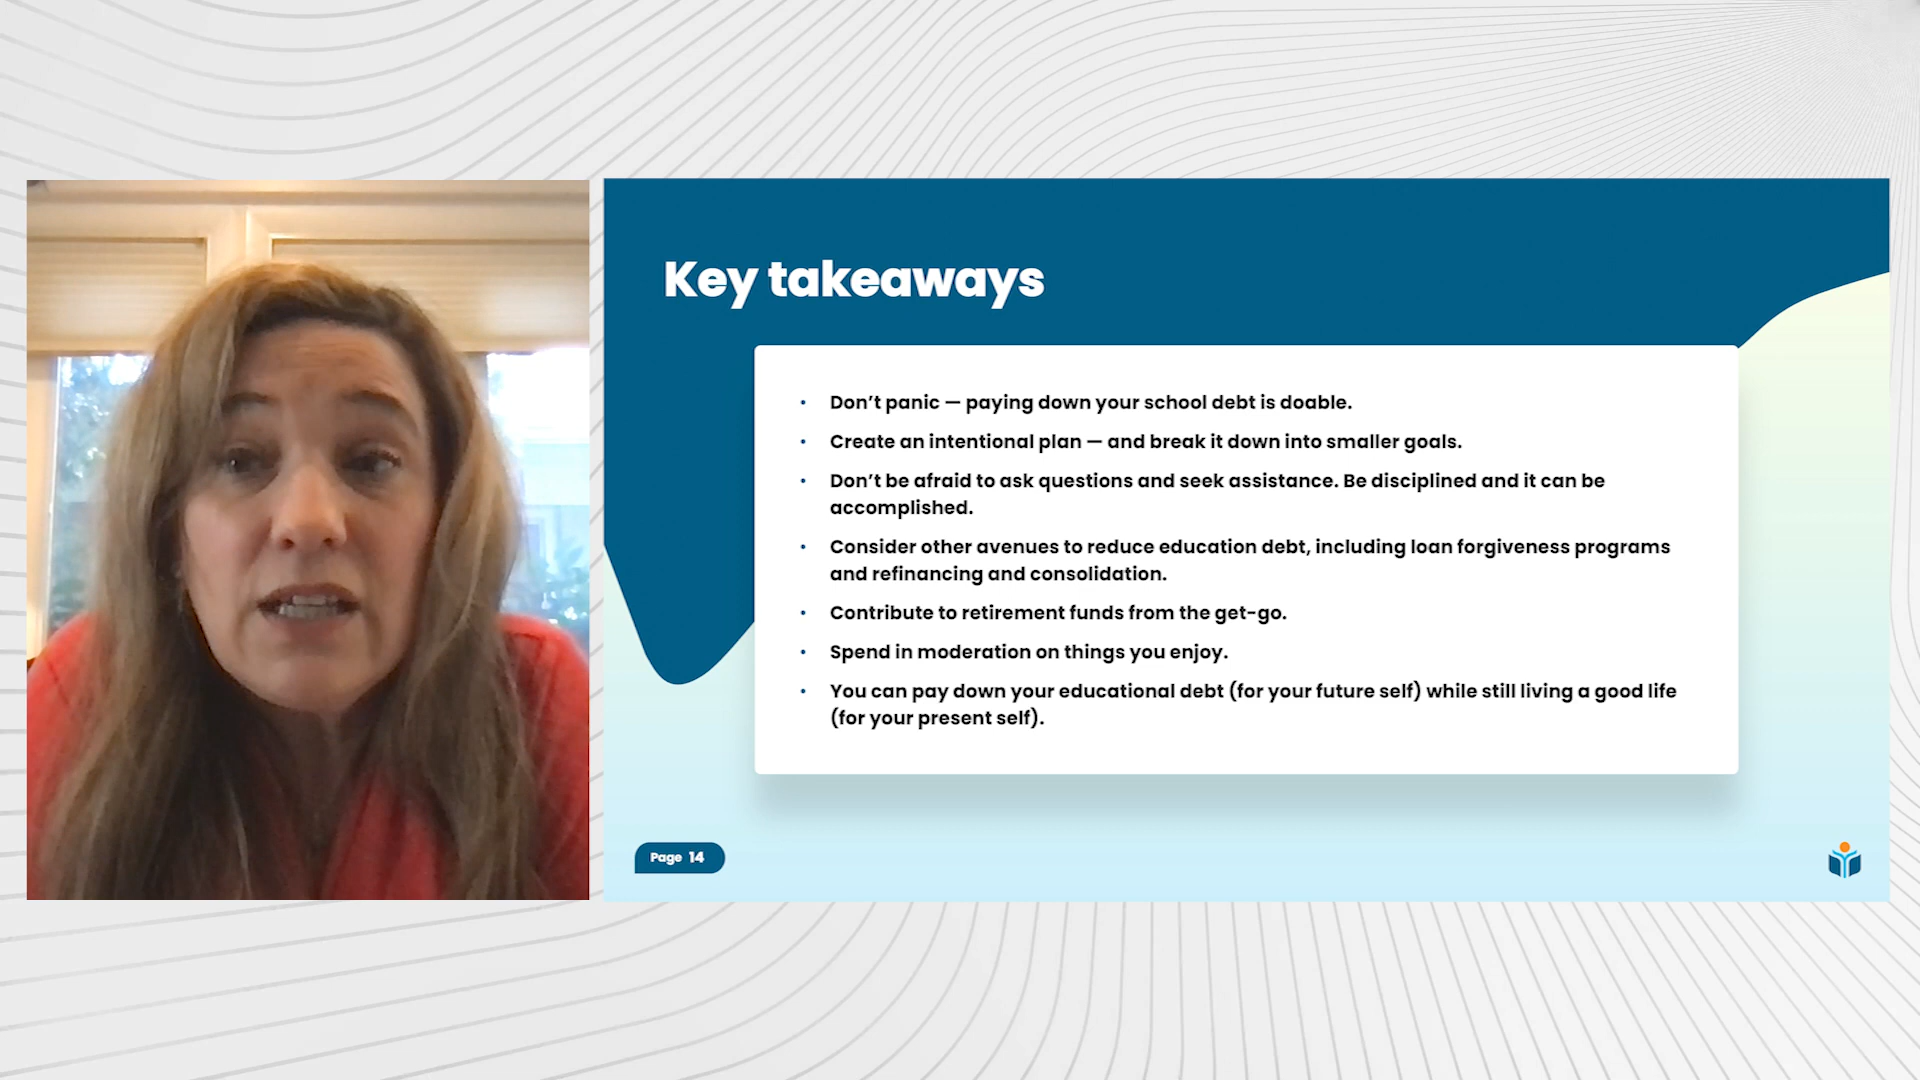 Key takeaways
• Don’t panic — paying down your school debt is doable.
• Create an intentional plan — and break it down into smaller goals.
• Don’t be afraid to ask questions and seek assistance. Be disciplined and it can be
accomplished.
• Consider other avenues to reduce education debt, including loan forgiveness programs
and refinancing and consolidation.
• Contribute to retirement funds from the get-go.
• Spend in moderation on things you enjoy.
• You can pay down your educational debt (for your future self) while still living a good life
(for your present self).
Page 14